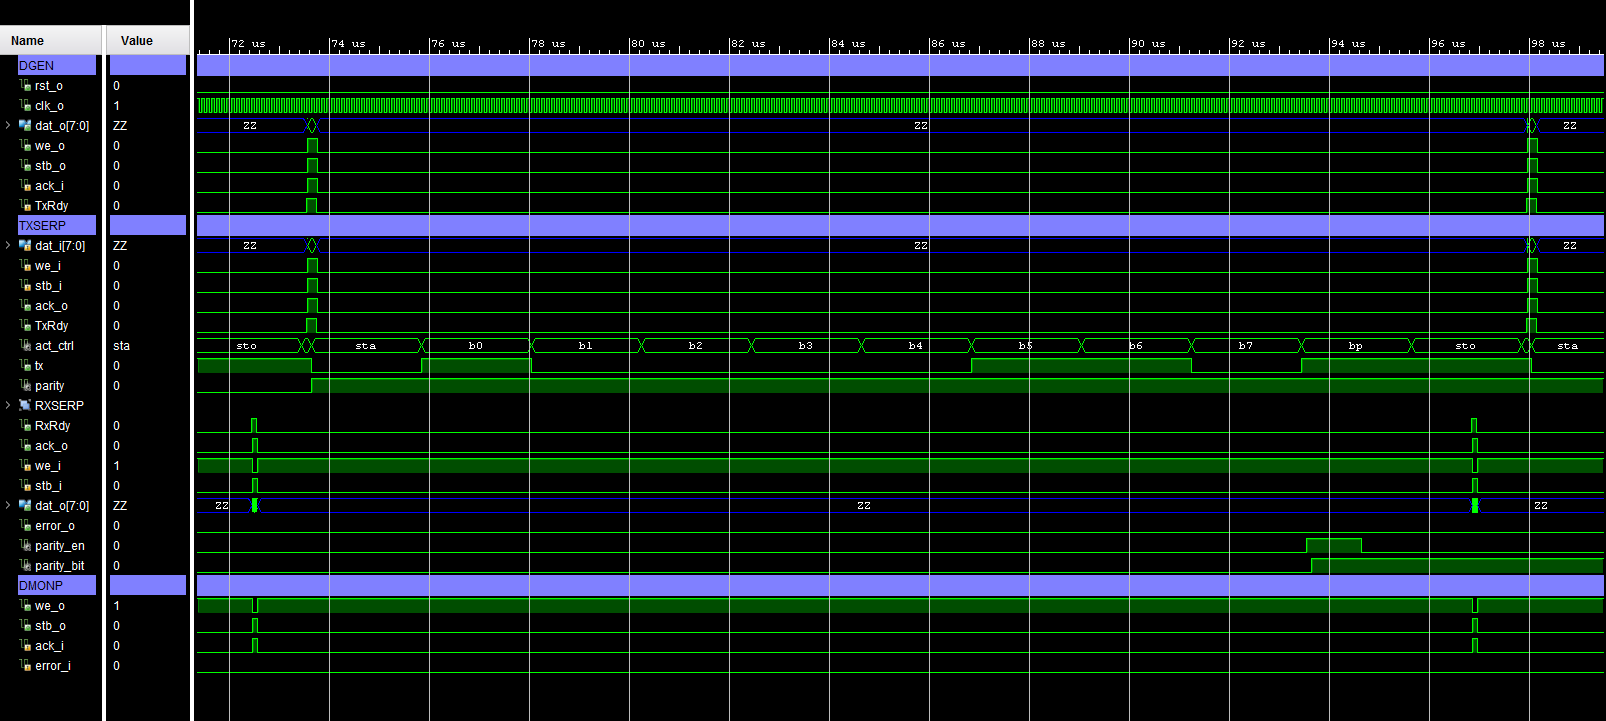 Name Value
72 us 74 us 76 us 78 us 80 us 82 us 84 us 86 us 88 us 90 us 92 us 94 us 96 us 98 us
DGEN
rst_o 0
clk_o 1
dat_o[7:0] ZZ ZZ ZZ ZZ
we_o 0
stb_o 0
ack_i 0
TxRdy 0
TXSERP
dat_i[7:0] ZZ ZZ ZZ ZZ
we_i 0
stb_i 0
ack_o 0
TxRdy 0
act_ctrl sta sto sta b0 b1 b2 b3 b4 b5 b6 b7 bp sto sta
tx 0
parity 0
RXSERP
RxRdy 0
ack_o 0
we_i 1
stb_i 0
dat_o[7:0] ZZ ZZ ZZ ZZ
error_o 0
parity_en 0
parity_bit 0
DMONP
we_o 1
stb_o 0
ack_i 0
error_i 0